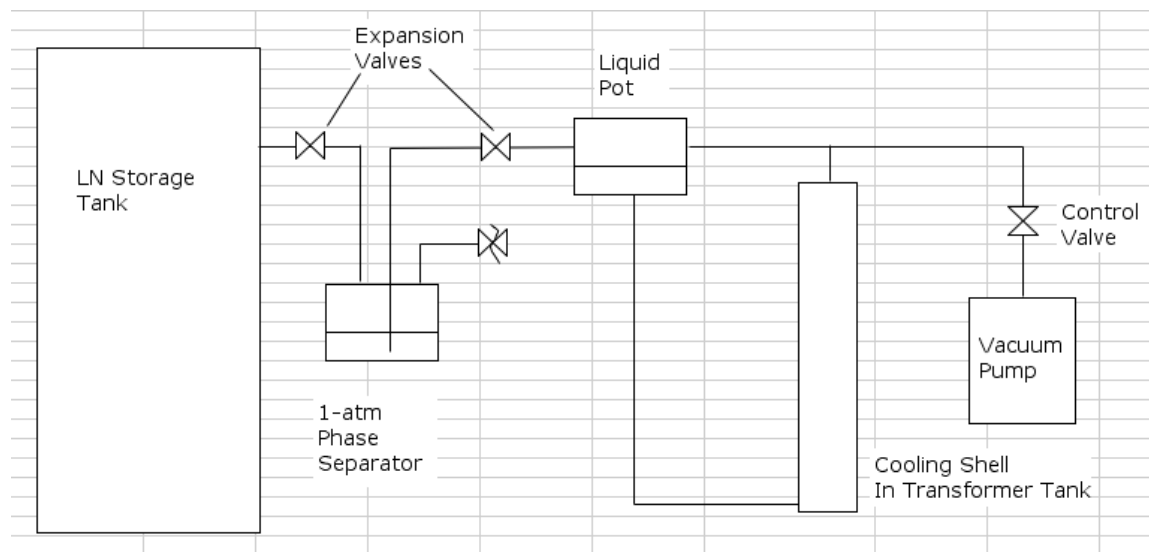 Expansion
Valves
Liquid
Pot
LN Storage
Tank
Control
Valve
Vacuum
Pump
1-atm
Phase
Separator
Cooling Shell
In Transformer Tank